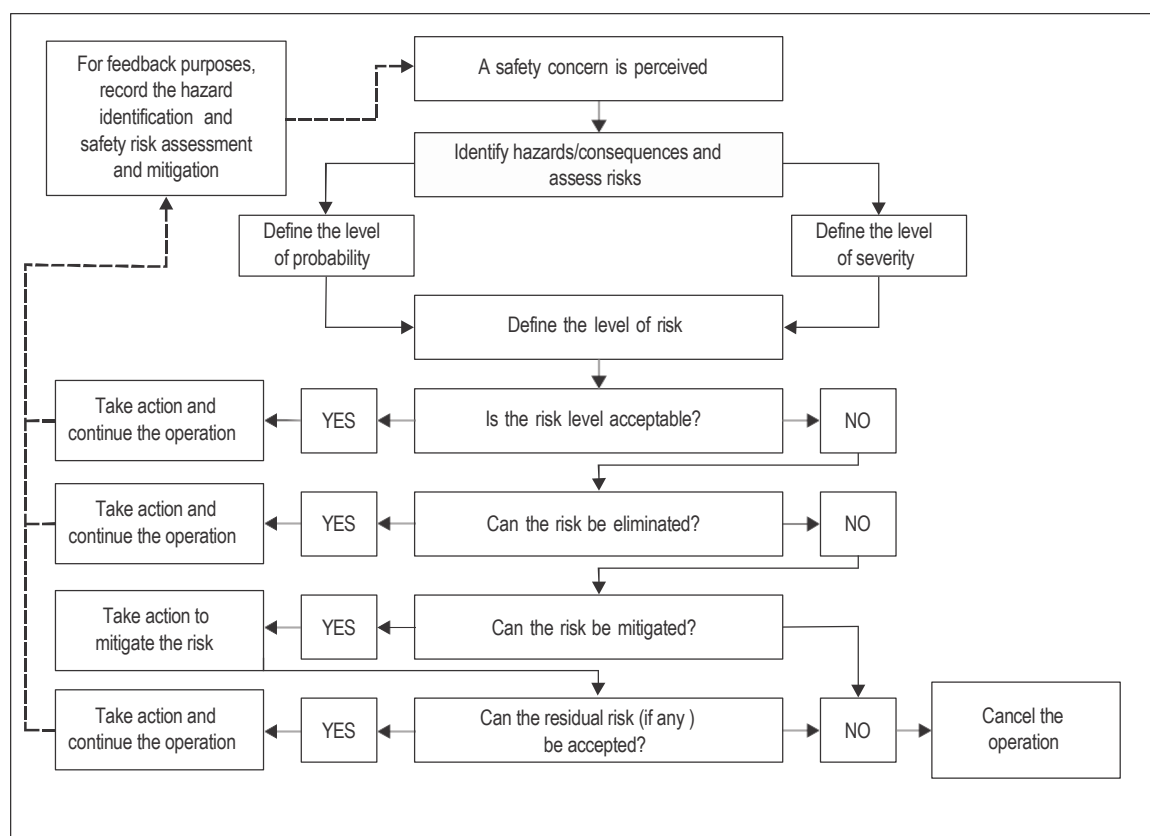 For feedback purposes,
record the hazard
identification and
safety risk assessment
and mitigation
A safety concern is perceived
Identify hazards/consequences and
assess risks
Define the level
of probability
Define the level
of severity
Define the level of risk
Take action and
continue the operation
YES
Is the risk level acceptable?
NO
Take action and
continue the operation
YES
Can the risk be eliminated?
NO
Take action to
mitigate the risk
YES
Can the risk be mitigated?
Take action and
continue the operation
YES
Can the residual risk (if any )
be accepted?
NO
Cancel the
operation